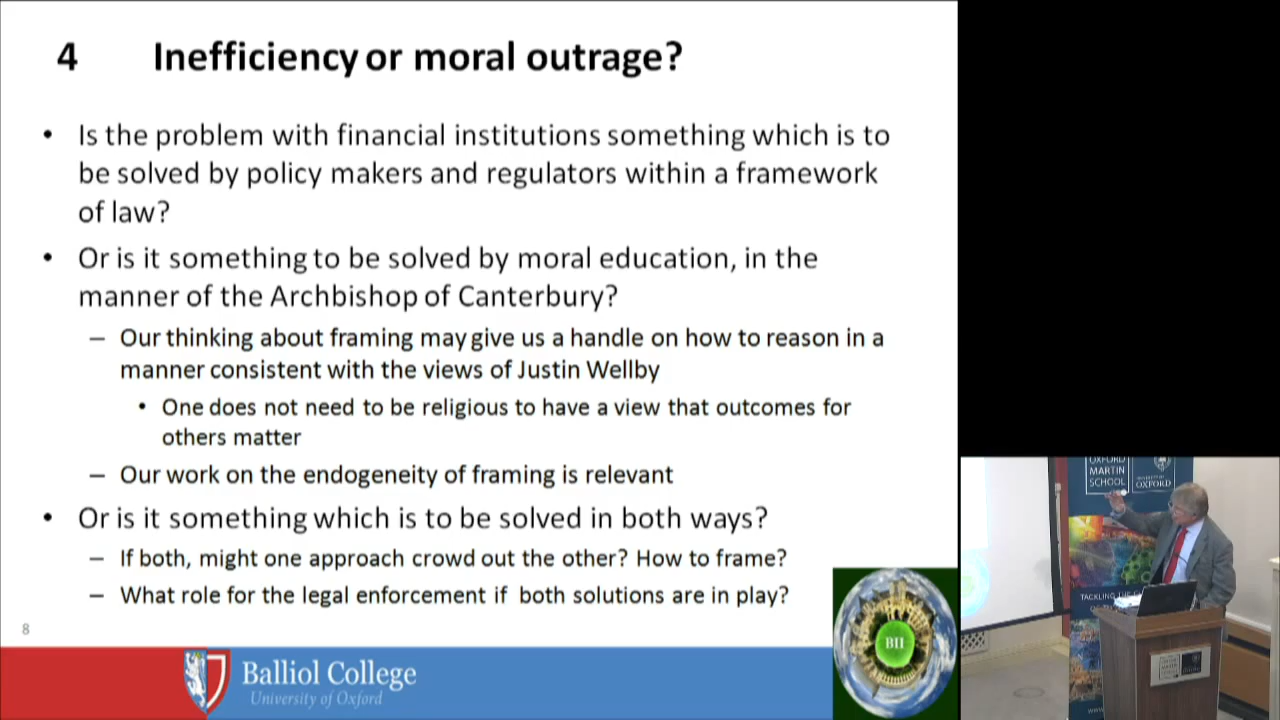 4 Inefficiency or moral outrage?
• Is the problem with financial institutions something which is to
be solved by policy makers and regulators within a framework
of law?
• Or is it something to be solved by moral education, in the
manner of the Archbishop of Canterbury?
– Our thinking about framing may give us a handle on how to reason in a
manner consistent with the views of Justin Wellby
• One does not need to be religious to have a view that outcomes for
others matter
– Our work on the endogeneity of framing is relevant
• Or is it something which is to be solved in both ways?
– If both, might one approach crowd out the other? How to frame?
– What role for the legal enforcement if both solutions are in play?
8
Balliol College
University of Oxford
BII
OXFORD
MARTIN
SCHOOL
OXFORD
TACKLING THE